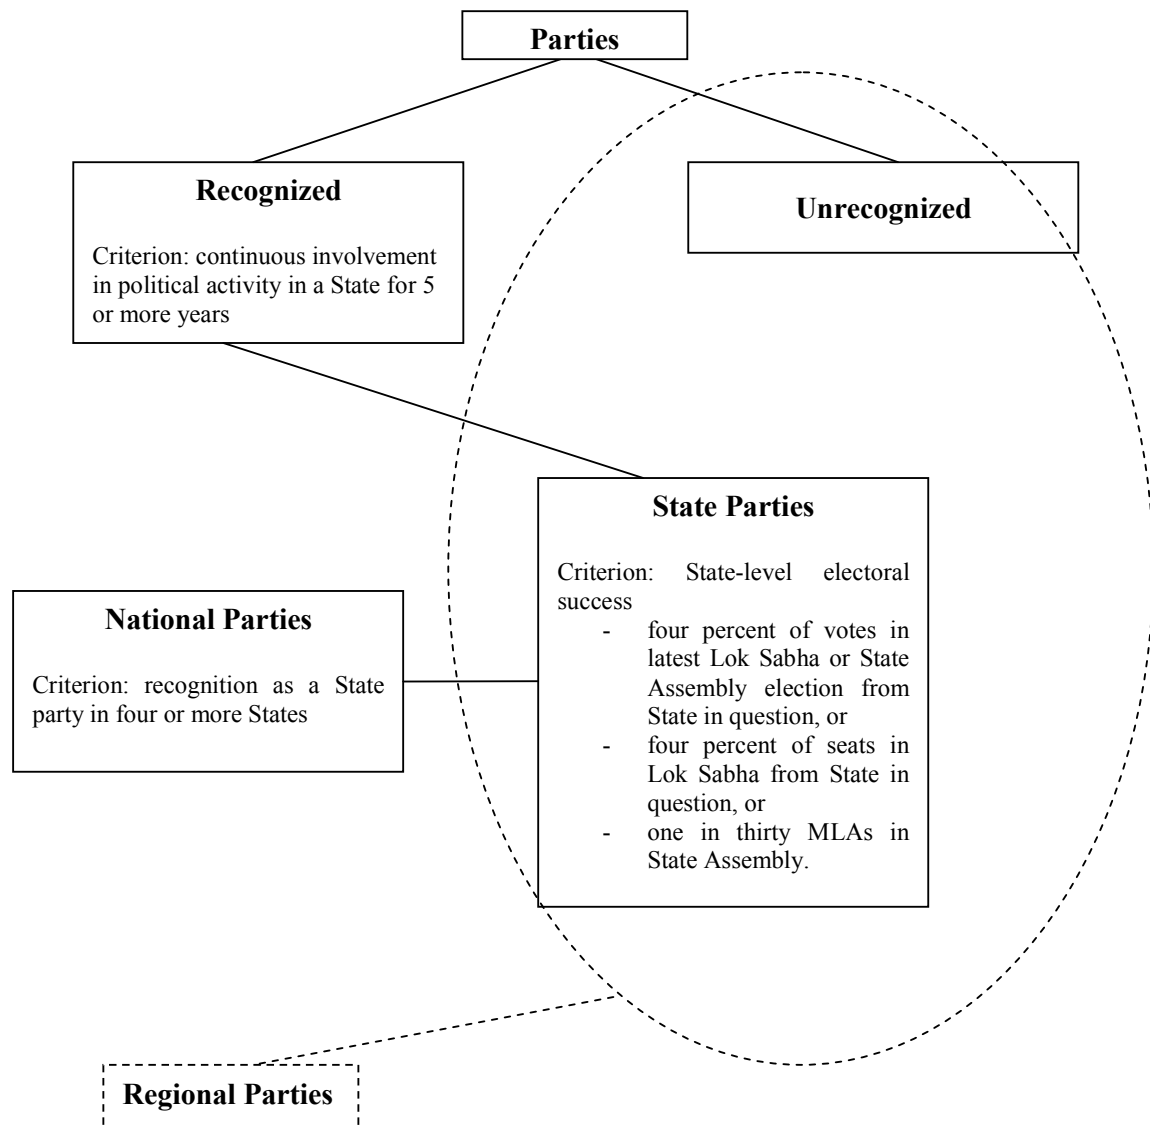 Parties
Recognized
Criterion: continuous involvement
in political activity in a State for 5
or more years
Unrecognized
State Parties
Criterion: State-level electoral
success
- four percent of votes in
latest Lok Sabha or State
Assembly election from
State in question, or
- four percent of seats in
Lok Sabha from State in
question, or
- one in thirty MLAs in
State Assembly.
National Parties
Criterion: recognition as a State
party in four or more States
Regional Parties